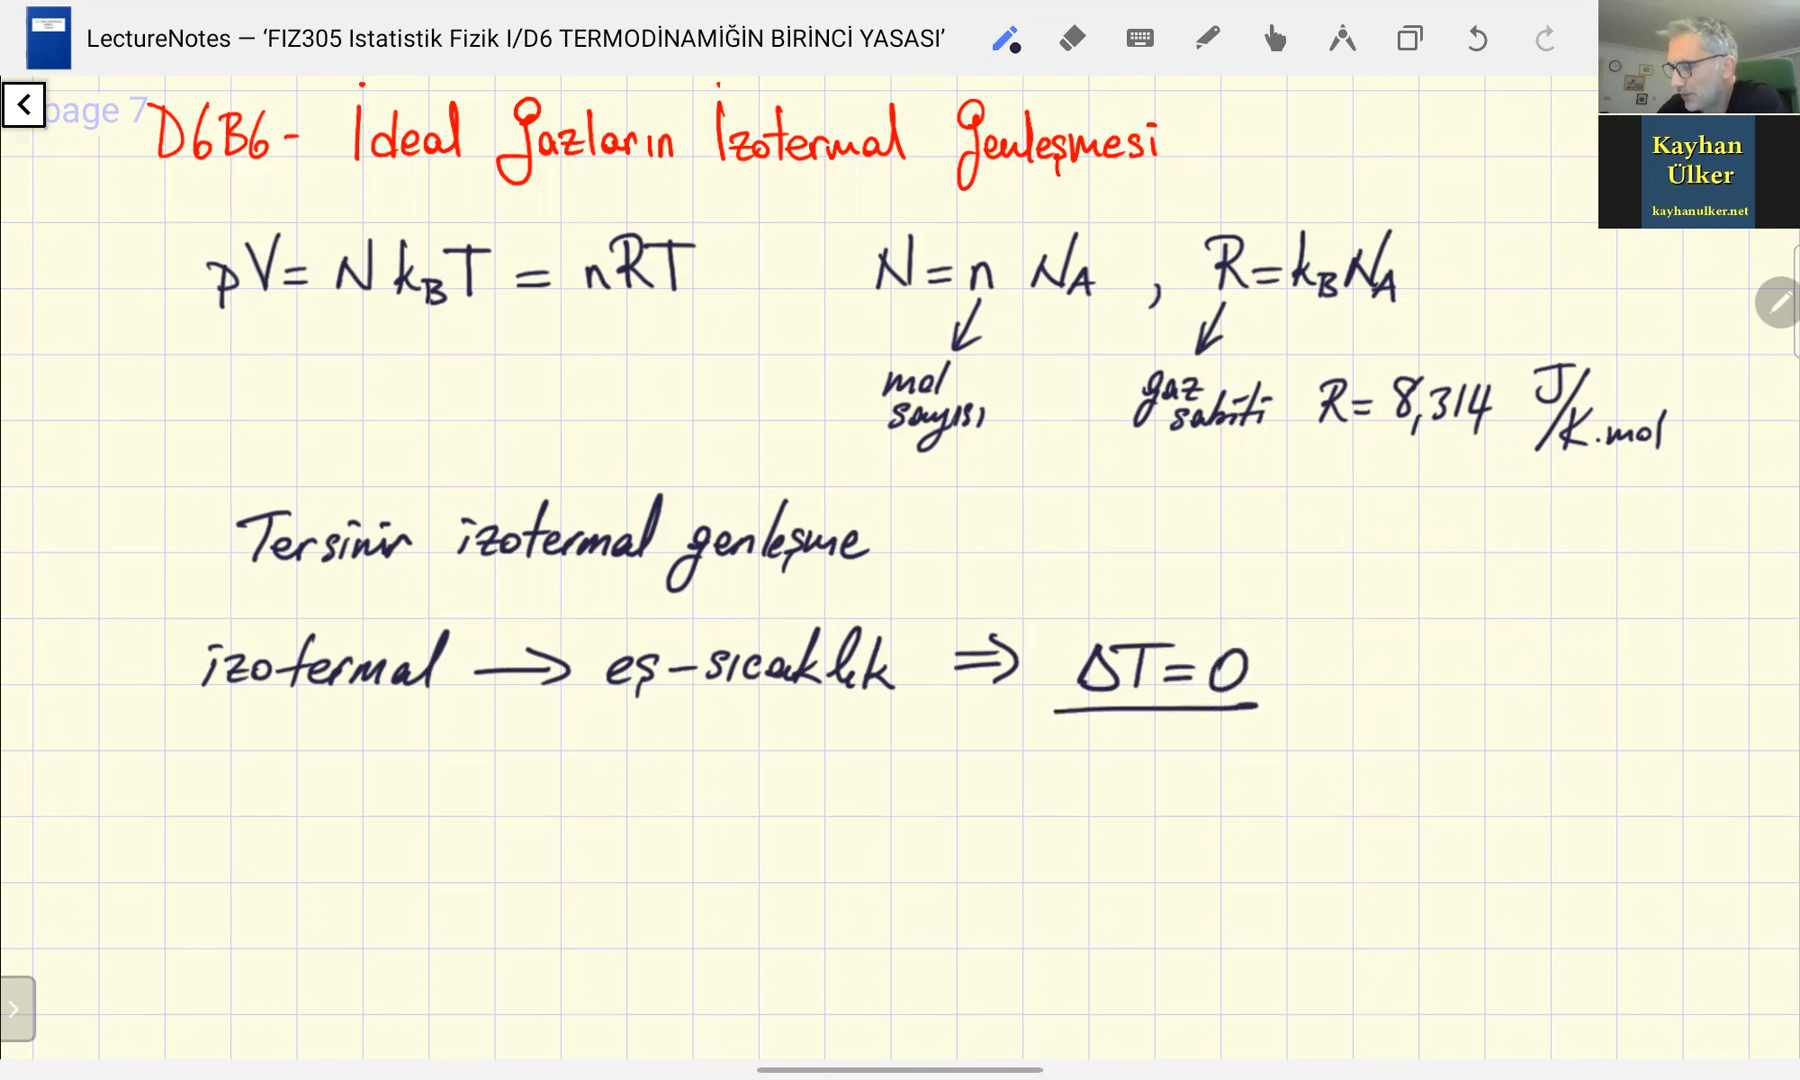 LectureNotes — ‘FIZ305 Istatistik Fizik I/D6 TERMODİNAMİĞİN BİRİNCİ YASASI’
page 7
D6B6- İdeal Gazların İzotermal Genleşmesi
Kayhan
Ülker
kayhanulker.net
pV = N k_B T = nRT
N = n N_A , R = k_B N_A
mol
sayısı
gaz
sabiti
R = 8,314 J/K.mol
Tersinir izotermal genleşme
izotermal → eş-sıcaklık ⇒ ΔT = 0